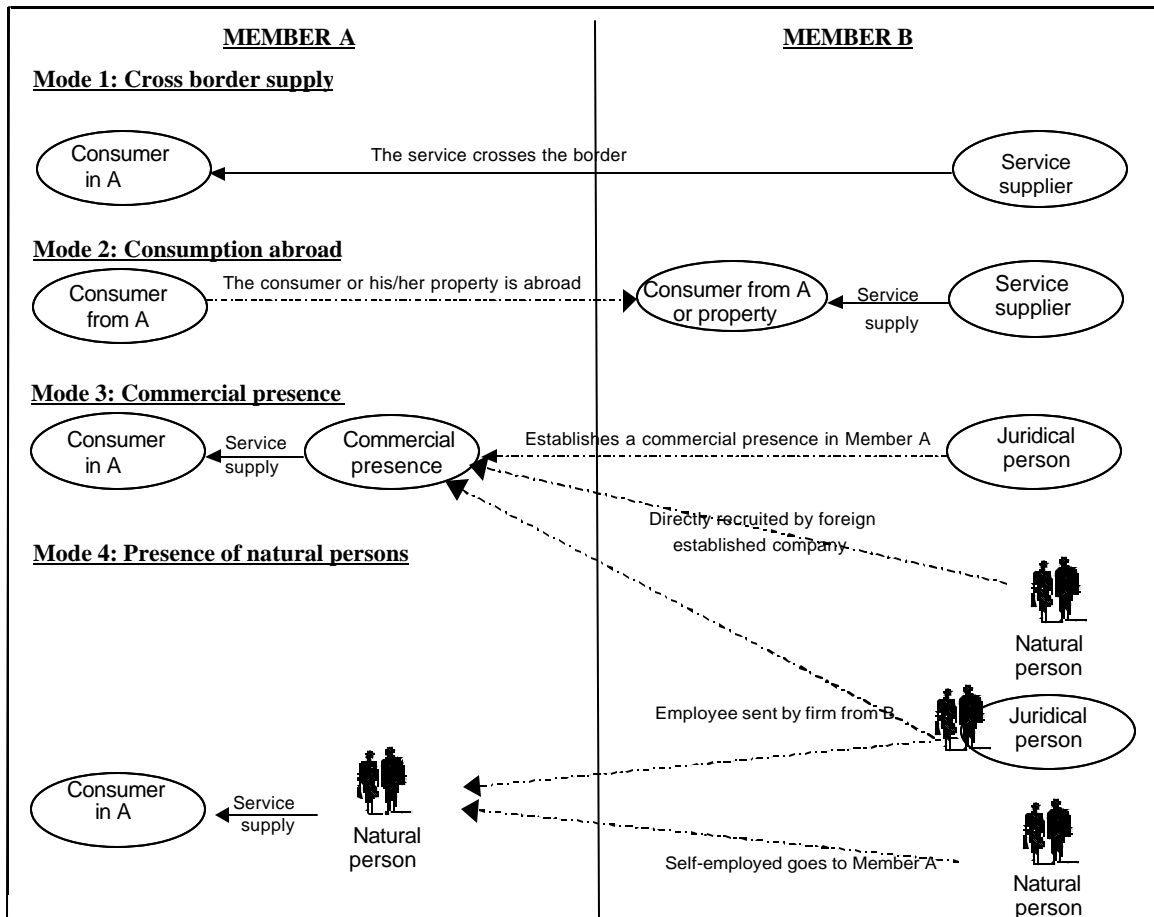 MEMBER A
MEMBER B
Mode 1: Cross border supply
Consumer
in A
The service crosses the border
Service
supplier
Mode 2: Consumption abroad
Consumer
from A
The consumer or his/her property is abroad
Consumer from A
or property
Service
supply
Service
supplier
Mode 3: Commercial presence
Consumer
in A
Service
supply
Commercial
presence
Establishes a commercial presence in Member A
Juridical
person
Directly recruited by foreign
established company
Mode 4: Presence of natural persons
Natural
person
Employee sent by firm from B
Juridical
person
Consumer
in A
Service
supply
Natural
person
Self-employed goes to Member A
Natural
person